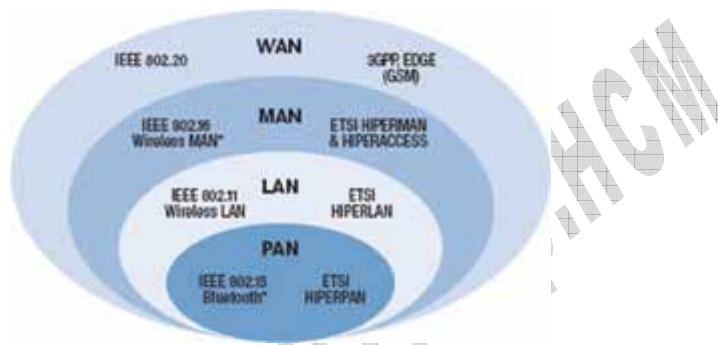 WAN
IEEE 802.20
3GPP, EDGE
(GSM)
MAN
IEEE 802.16
Wireless MAN*
ETSI HIPERMAN
& HIPERACCESS
LAN
IEEE 802.11
Wireless LAN
ETSI
HIPERLAN
PAN
IEEE 802.15
Bluetooth*
ETSI
HIPERPAN
.HCM